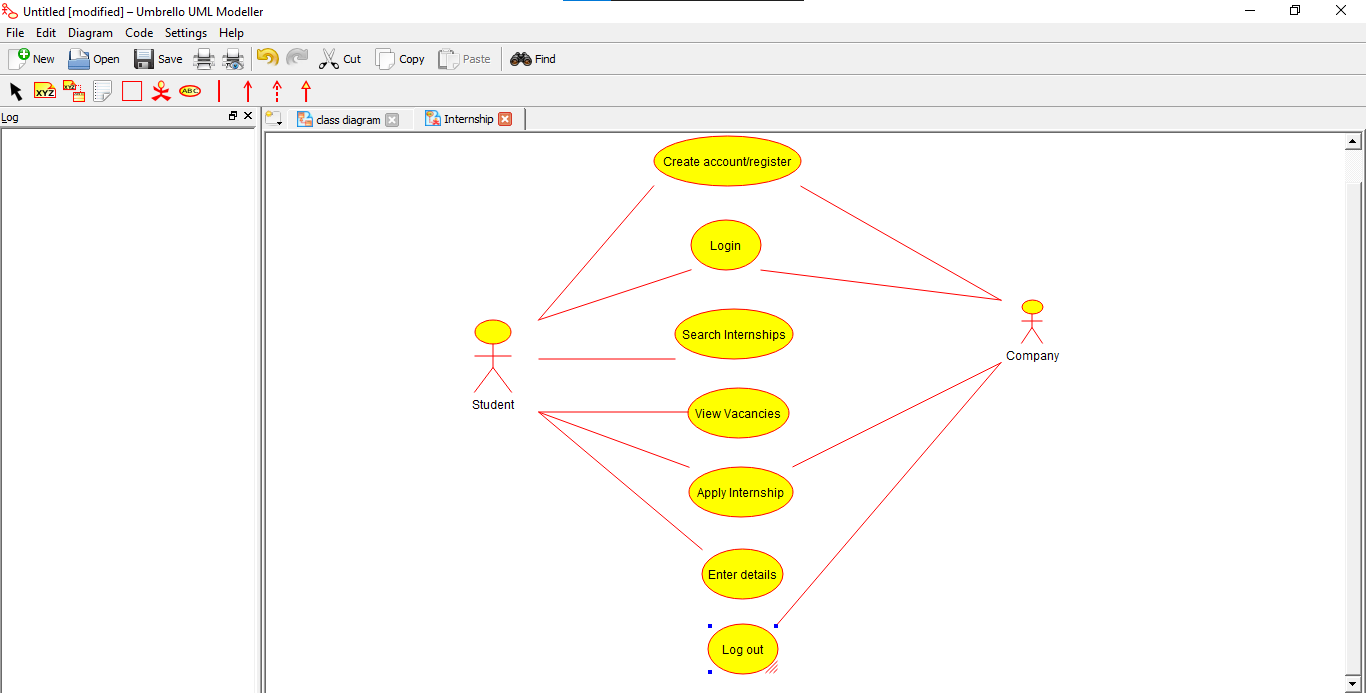 Untitled [modified] – Umbrello UML Modeller
File Edit Diagram Code Settings Help
New Open Save Cut Copy Paste Find
XYZ XYZ ABC
Log
class diagram Internship
Create account/register
Login
Search Internships
Student
Company
View Vacancies
Apply Internship
Enter details
Log out